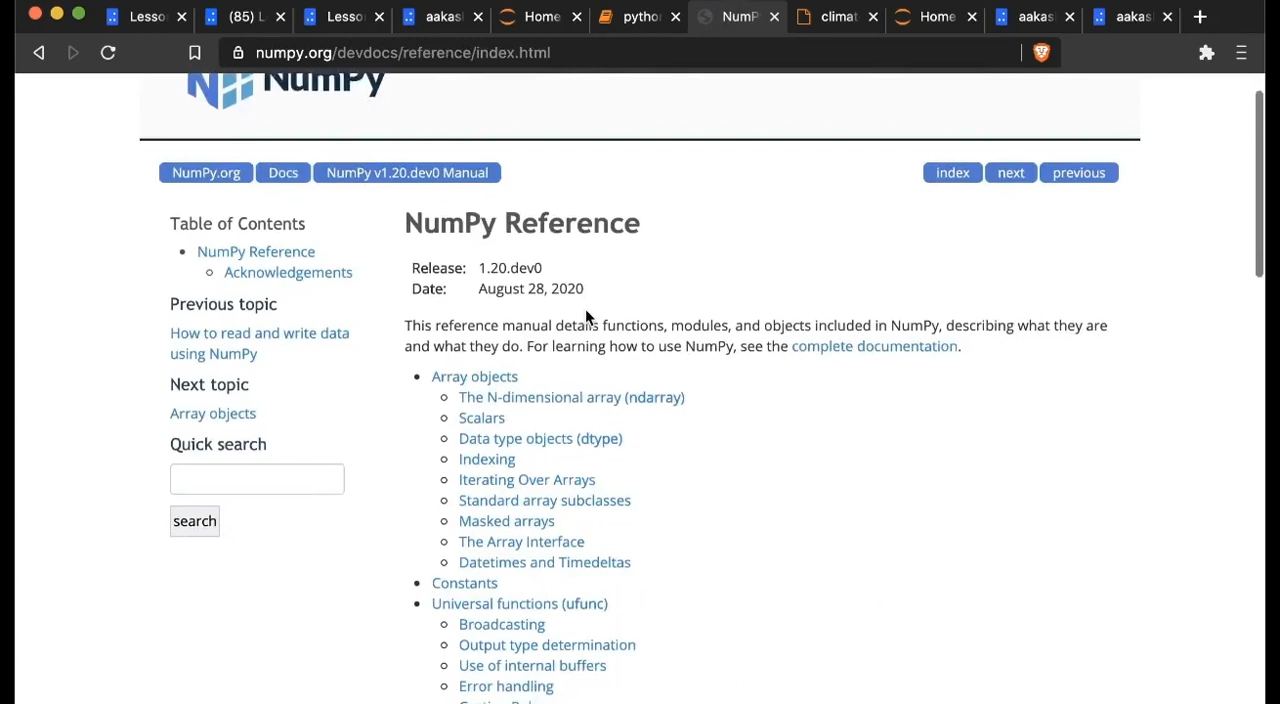 Lesso
(85) L
Lesso
aakas
Home
pytho
NumP
climat
Home
aakas
aakas
numpy.org/devdocs/reference/index.html
NumPy
NumPy.org Docs NumPy v1.20.dev0 Manual index next previous
Table of Contents
NumPy Reference
Acknowledgements
Previous topic
How to read and write data
using NumPy
Next topic
Array objects
Quick search
search
NumPy Reference
Release: 1.20.dev0
Date: August 28, 2020
This reference manual details functions, modules, and objects included in NumPy, describing what they are
and what they do. For learning how to use NumPy, see the complete documentation.
Array objects
The N-dimensional array (ndarray)
Scalars
Data type objects (dtype)
Indexing
Iterating Over Arrays
Standard array subclasses
Masked arrays
The Array Interface
Datetimes and Timedeltas
Constants
Universal functions (ufunc)
Broadcasting
Output type determination
Use of internal buffers
Error handling